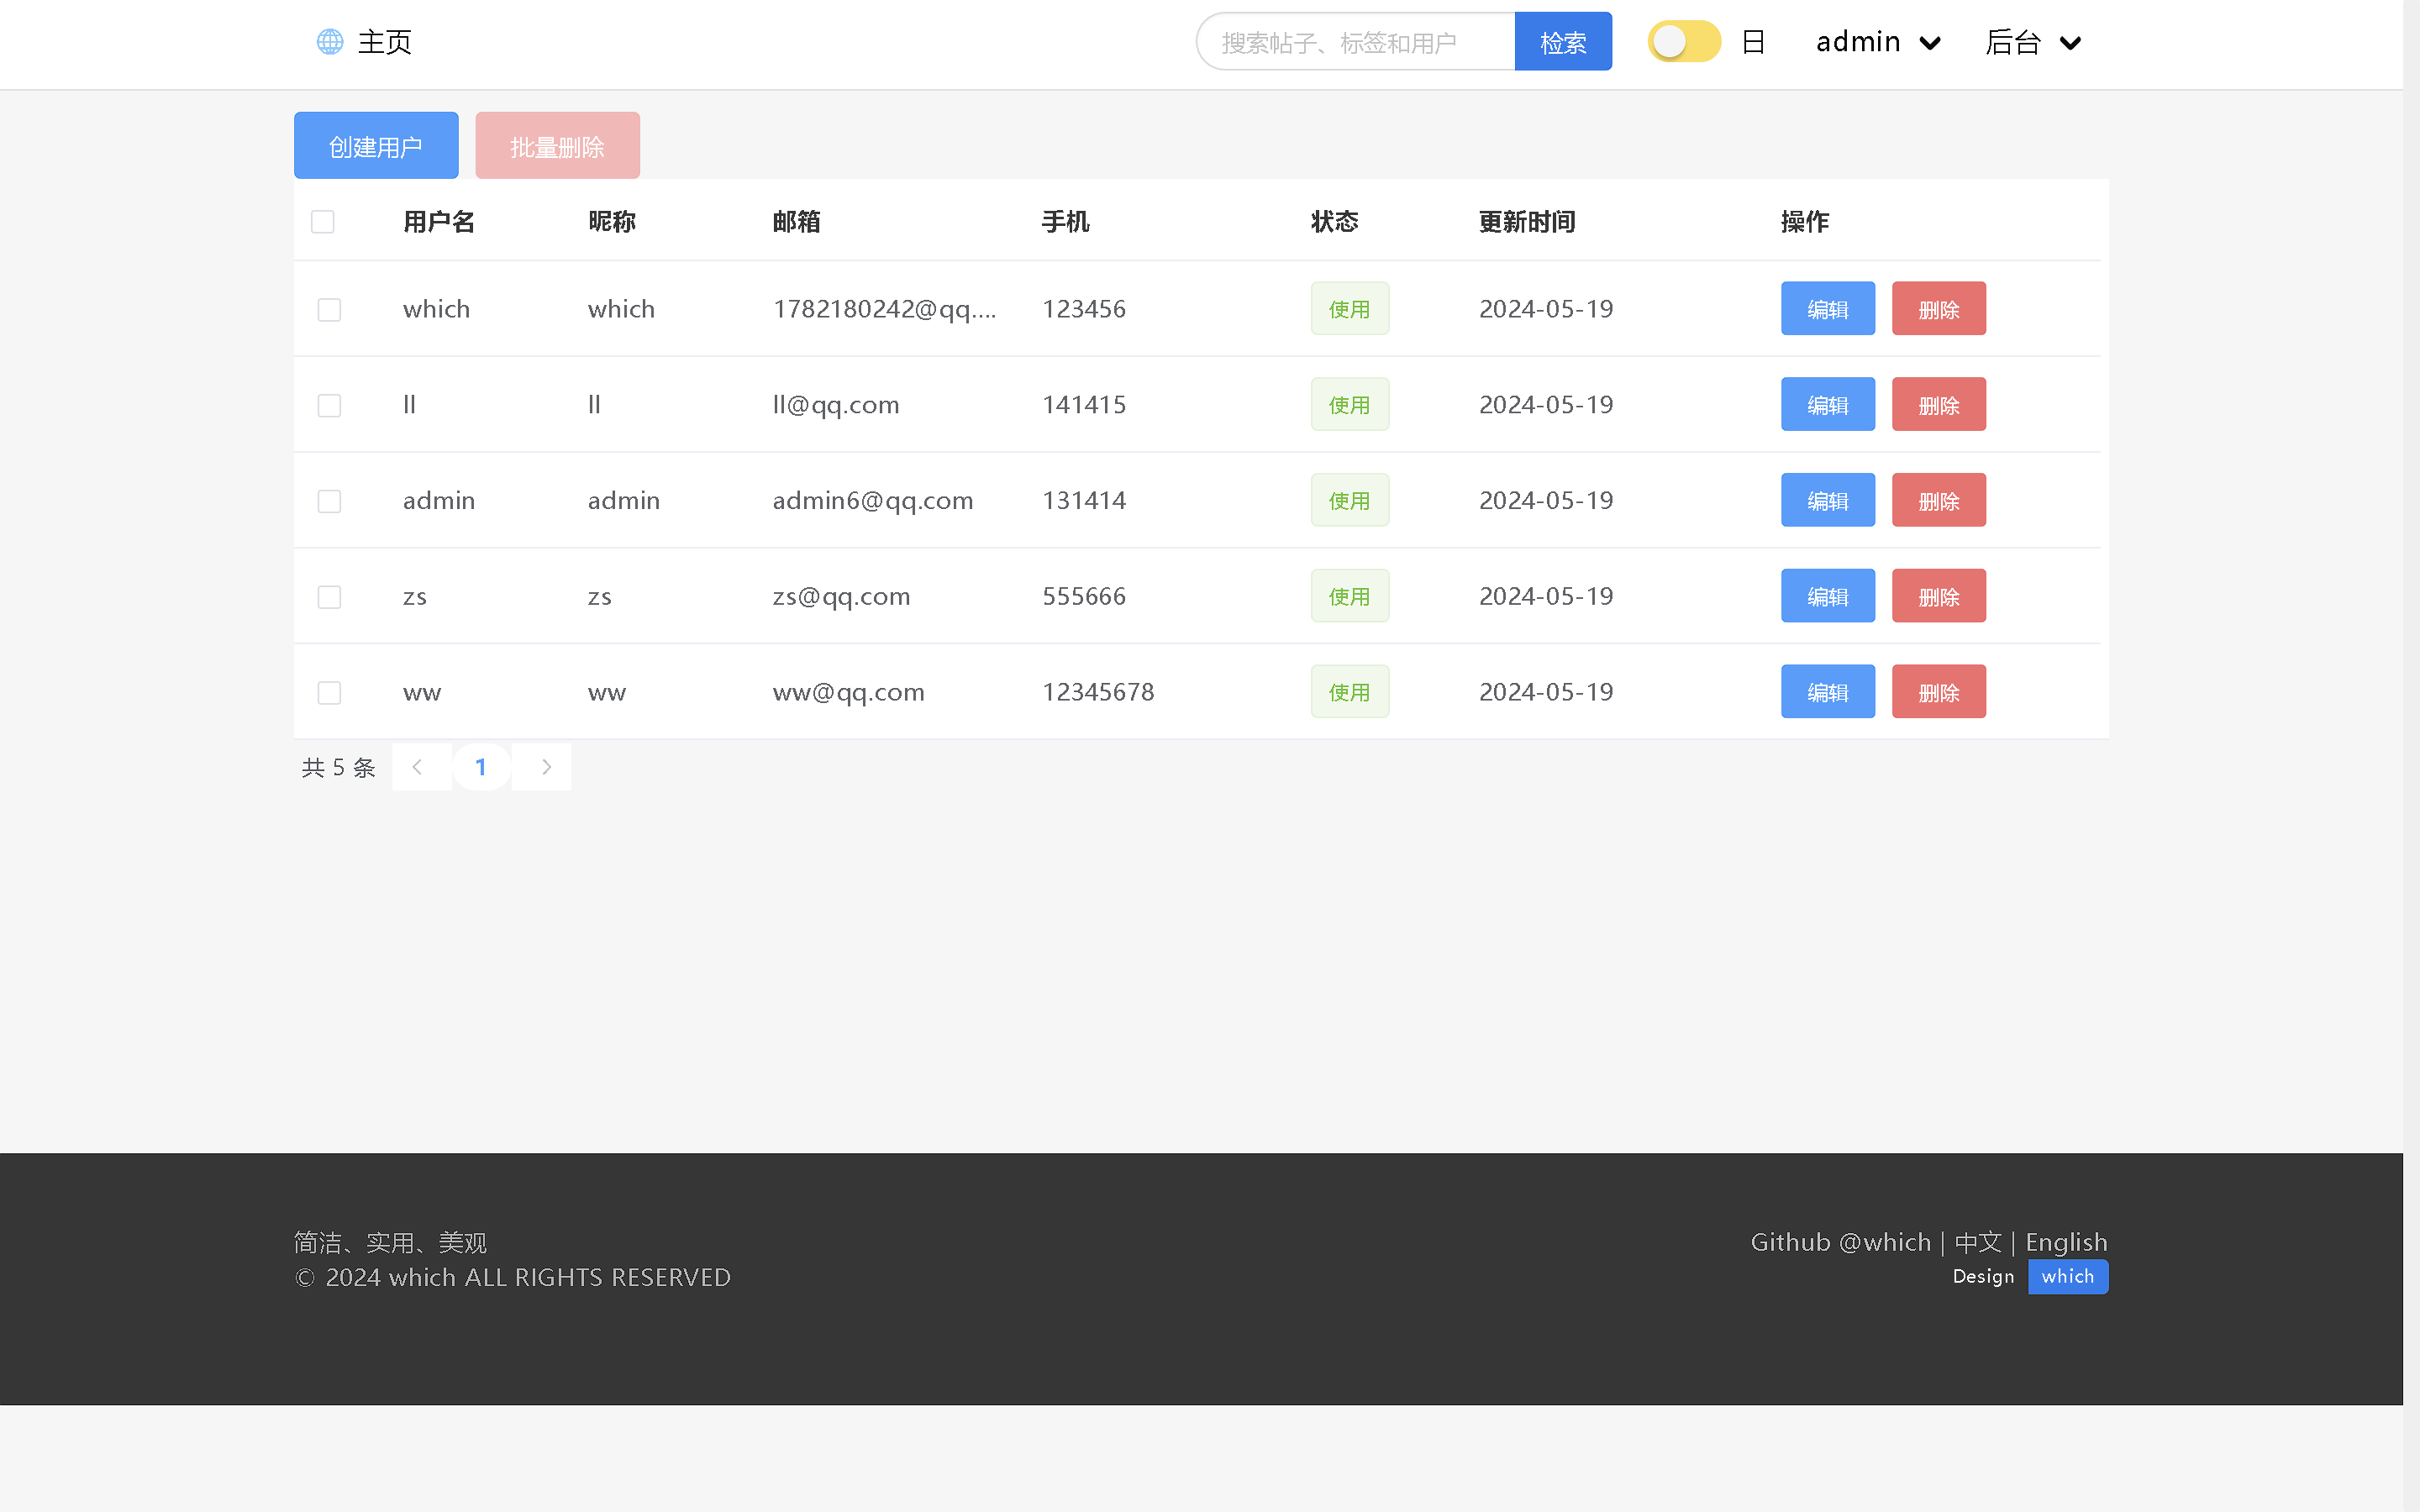 主页 搜索帖子、标签和用户 检索 日 admin 后台
创建用户 批量删除
用户名 昵称 邮箱 手机 状态 更新时间 操作
which which 1782180242@qq.... 123456 使用 2024-05-19 编辑 删除
ll ll ll@qq.com 141415 使用 2024-05-19 编辑 删除
admin admin admin6@qq.com 131414 使用 2024-05-19 编辑 删除
zs zs zs@qq.com 555666 使用 2024-05-19 编辑 删除
ww ww ww@qq.com 12345678 使用 2024-05-19 编辑 删除
共 5 条 1
简洁、实用、美观 Github @which | 中文 | English
© 2024 which ALL RIGHTS RESERVED Design which